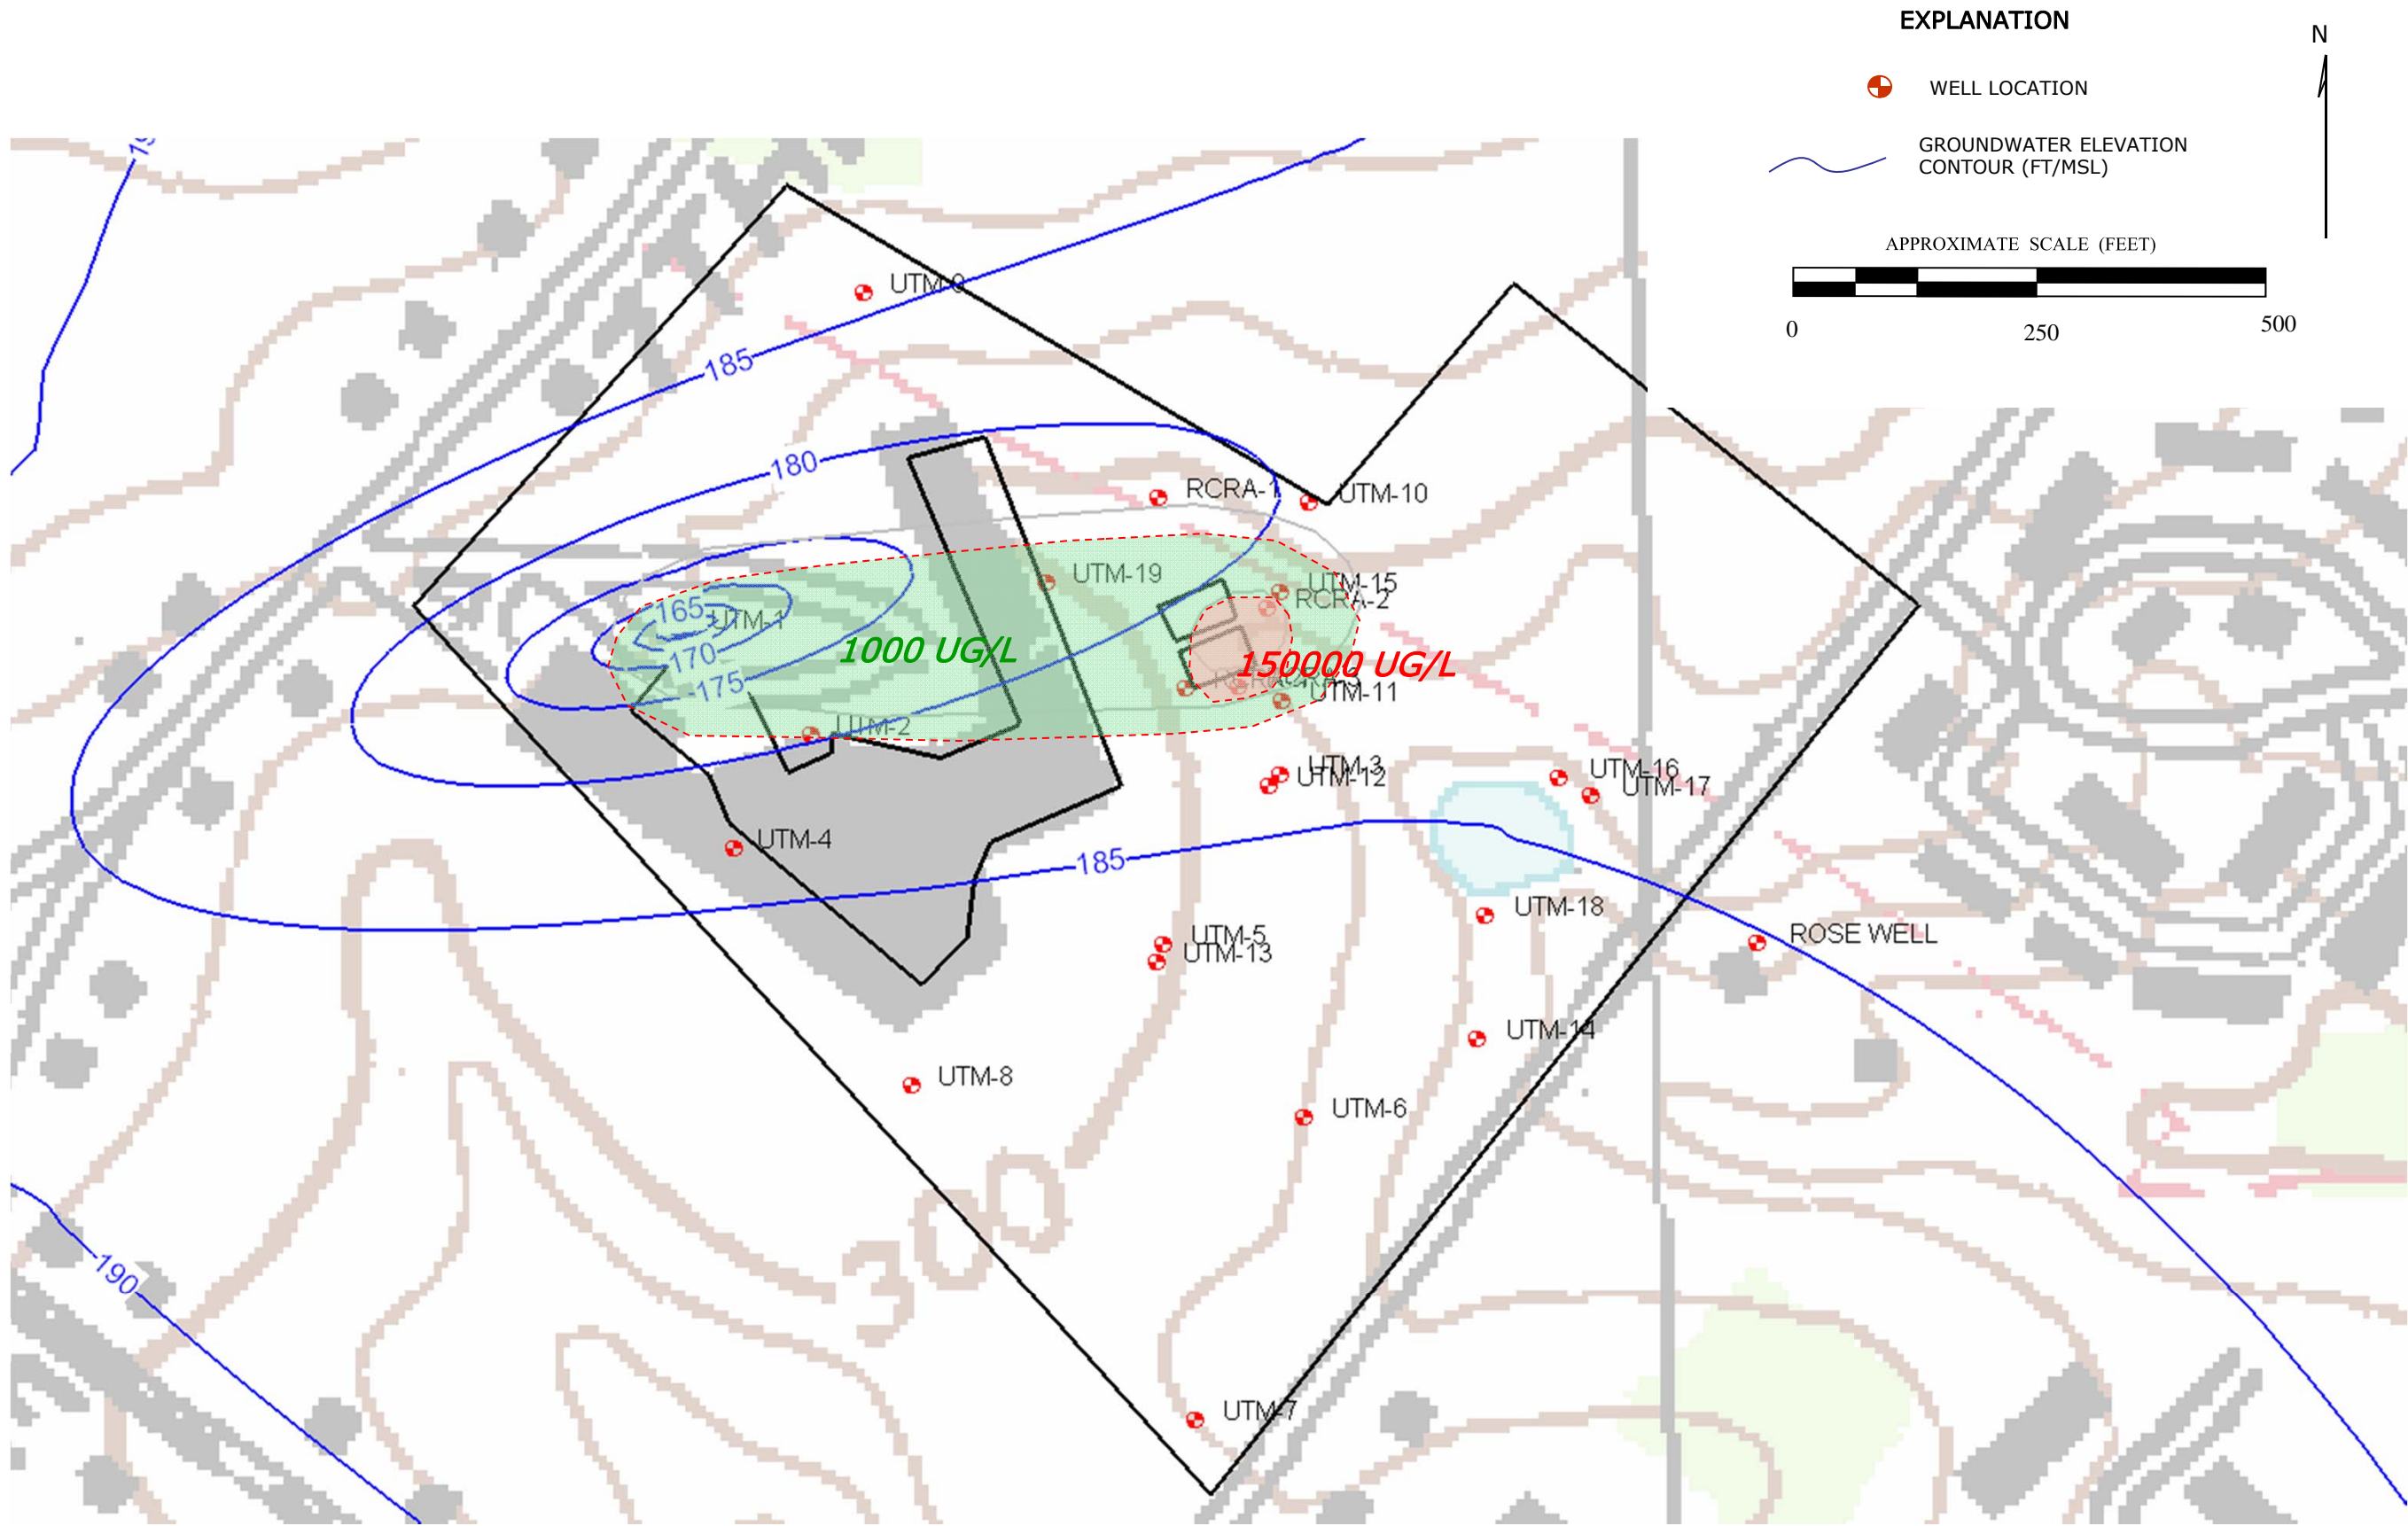 EXPLANATION
N
WELL LOCATION
GROUNDWATER ELEVATION
CONTOUR (FT/MSL)
APPROXIMATE SCALE (FEET)
0
250
500
185
180
165
170
175
185
190
RCRA-1
UTM-10
UTM-19
UTM-15
RCRA-2
UTM-1
1000 UG/L
150000 UG/L
UTM-11
UTM-2
UTM-3
UTM-12
UTM-16
UTM-17
UTM-4
UTM-18
ROSE WELL
UTM-5
UTM-13
UTM-14
UTM-8
UTM-6
300
UTM-7